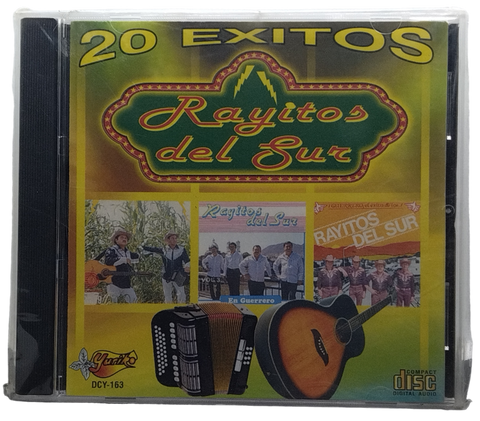 20 EXITOS
Rayitos
del Sur
Rayitos
del Sur
En Guerrero
RAYITOS
DEL SUR
Yuriko
DCY-163
COMPACT
disc
DIGITAL AUDIO